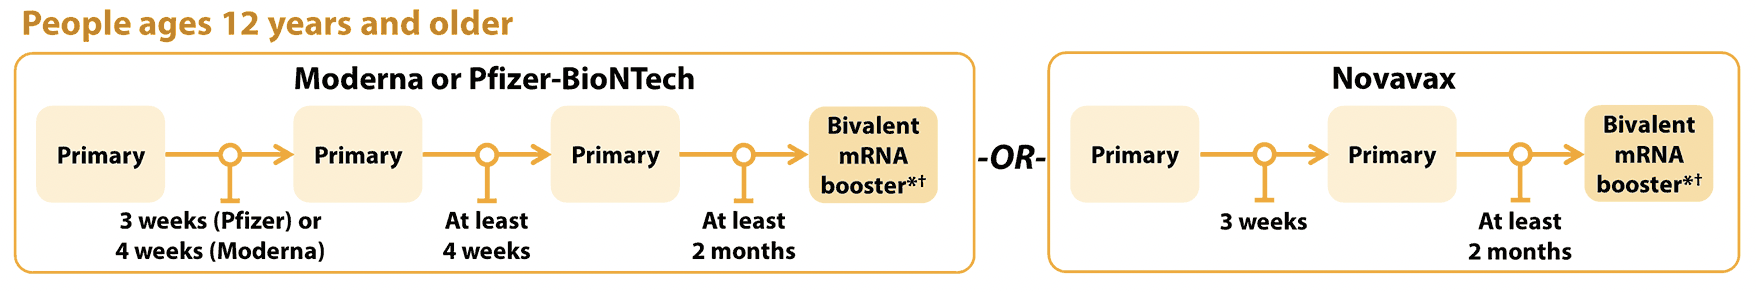 People ages 12 years and older
Moderna or Pfizer-BioNTech
Primary
Primary
Primary
Bivalent
mRNA
booster*†
3 weeks (Pfizer) or
4 weeks (Moderna)
At least
4 weeks
At least
2 months
-OR-
Novavax
Primary
Primary
Bivalent
mRNA
booster*†
3 weeks
At least
2 months